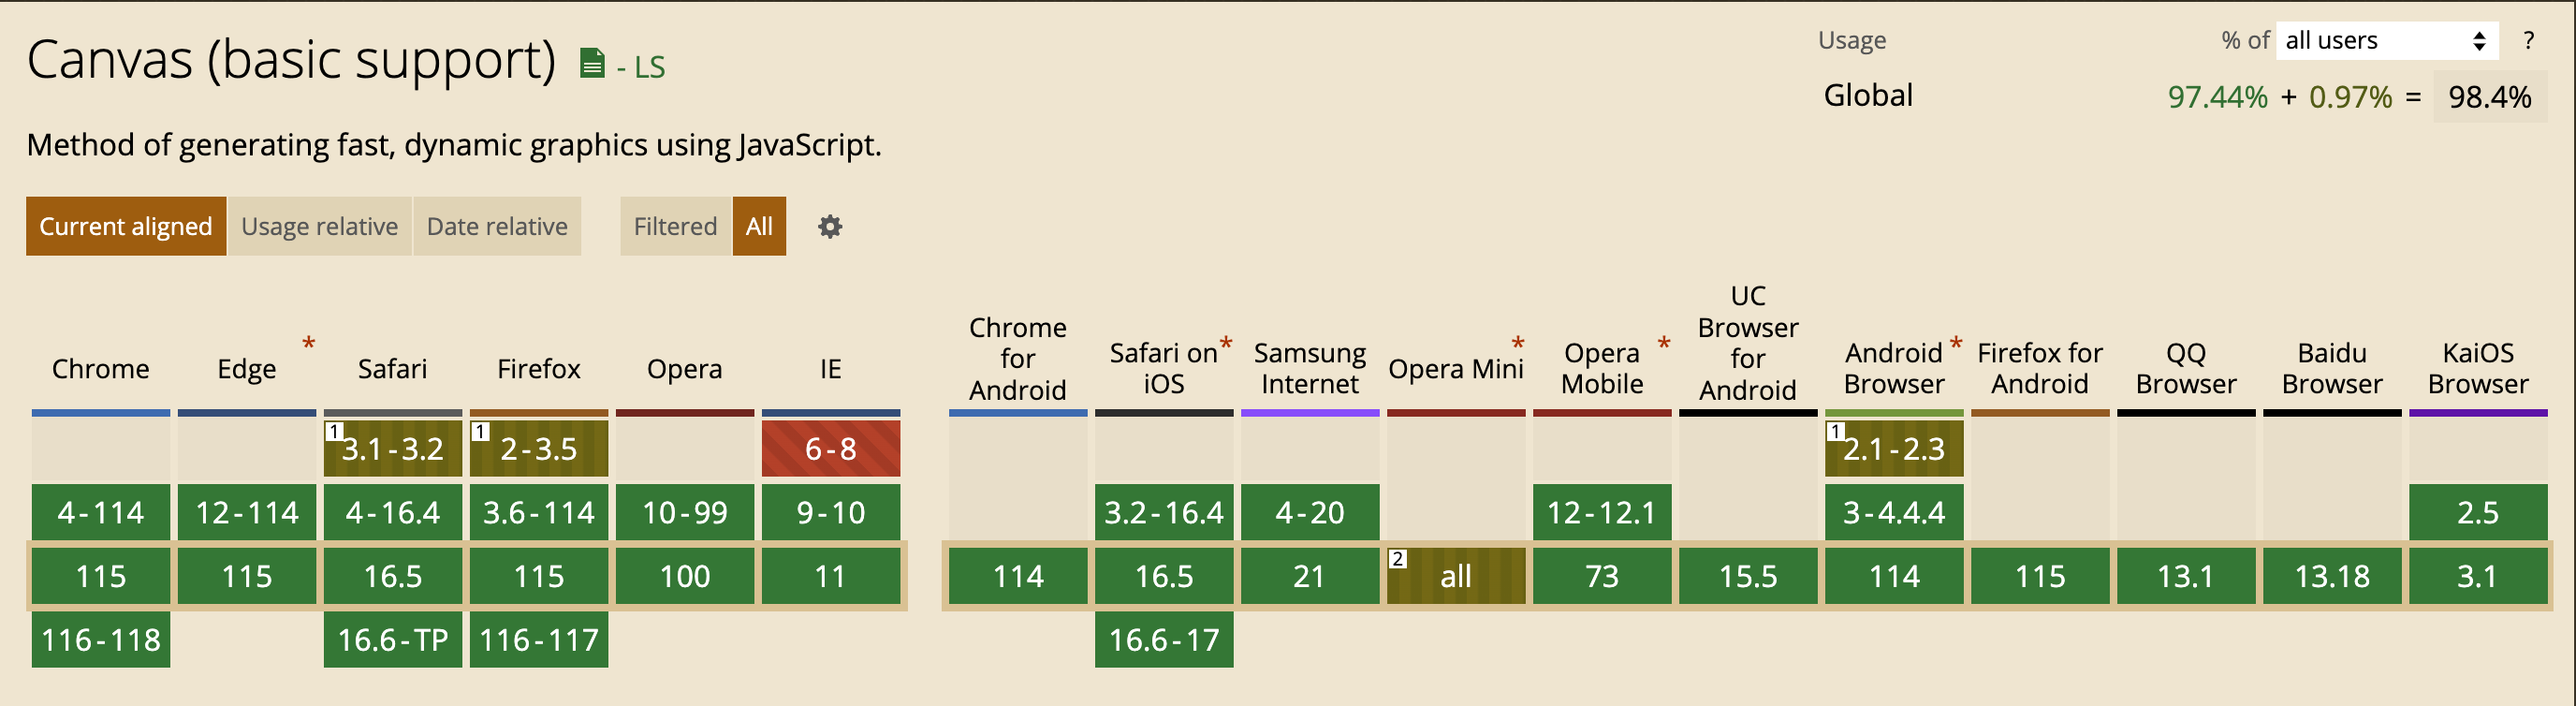 Canvas (basic support) - LS
Usage % of all users ?
Global 97.44% + 0.97% = 98.4%
Method of generating fast, dynamic graphics using JavaScript.
Current aligned Usage relative Date relative Filtered All
Chrome Edge * Safari Firefox Opera IE
Chrome for Android
Safari on iOS *
Samsung Internet
Opera Mini *
Opera Mobile *
UC Browser for Android
Android Browser *
Firefox for Android
QQ Browser
Baidu Browser
KaiOS Browser
1 3.1-3.2 1 2-3.5 6-8 1 2.1-2.3
4-114 12-114 4-16.4 3.6-114 10-99 9-10 3.2-16.4 4-20 12-12.1 3-4.4.4 2.5
115 115 16.5 115 100 11 114 16.5 21 2 all 73 15.5 114 115 13.1 13.18 3.1
116-118 16.6-TP 116-117 16.6-17